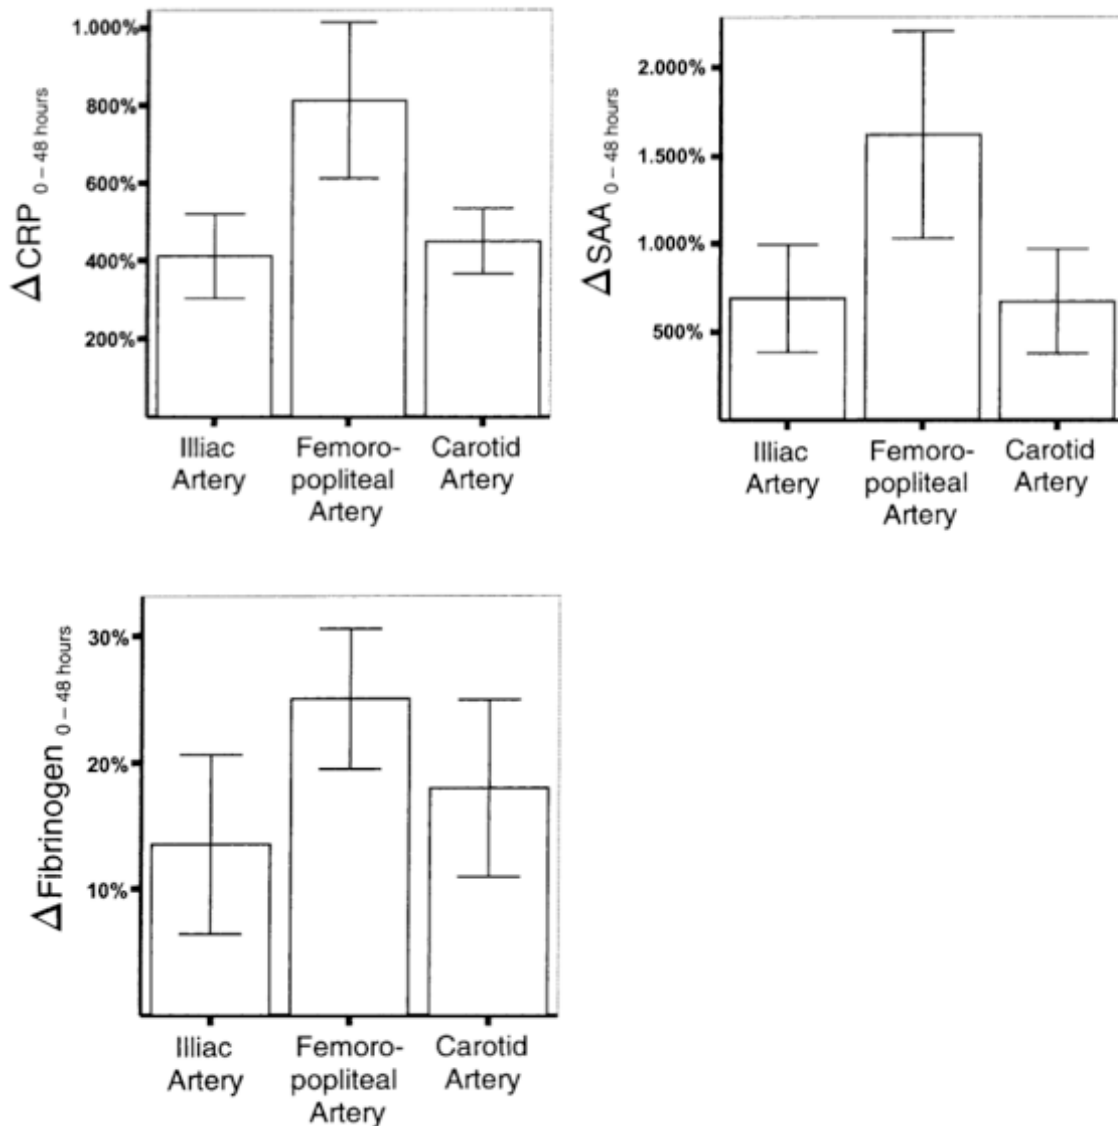 1.000%
800%
600%
400%
200%
Δ CRP 0 – 48 hours
Illiac
Artery
Femoro-
popliteal
Artery
Carotid
Artery
2.000%
1.500%
1.000%
500%
Δ SAA 0 – 48 hours
Illiac
Artery
Femoro-
popliteal
Artery
Carotid
Artery
30%
20%
10%
Δ Fibrinogen 0 – 48 hours
Illiac
Artery
Femoro-
popliteal
Artery
Carotid
Artery